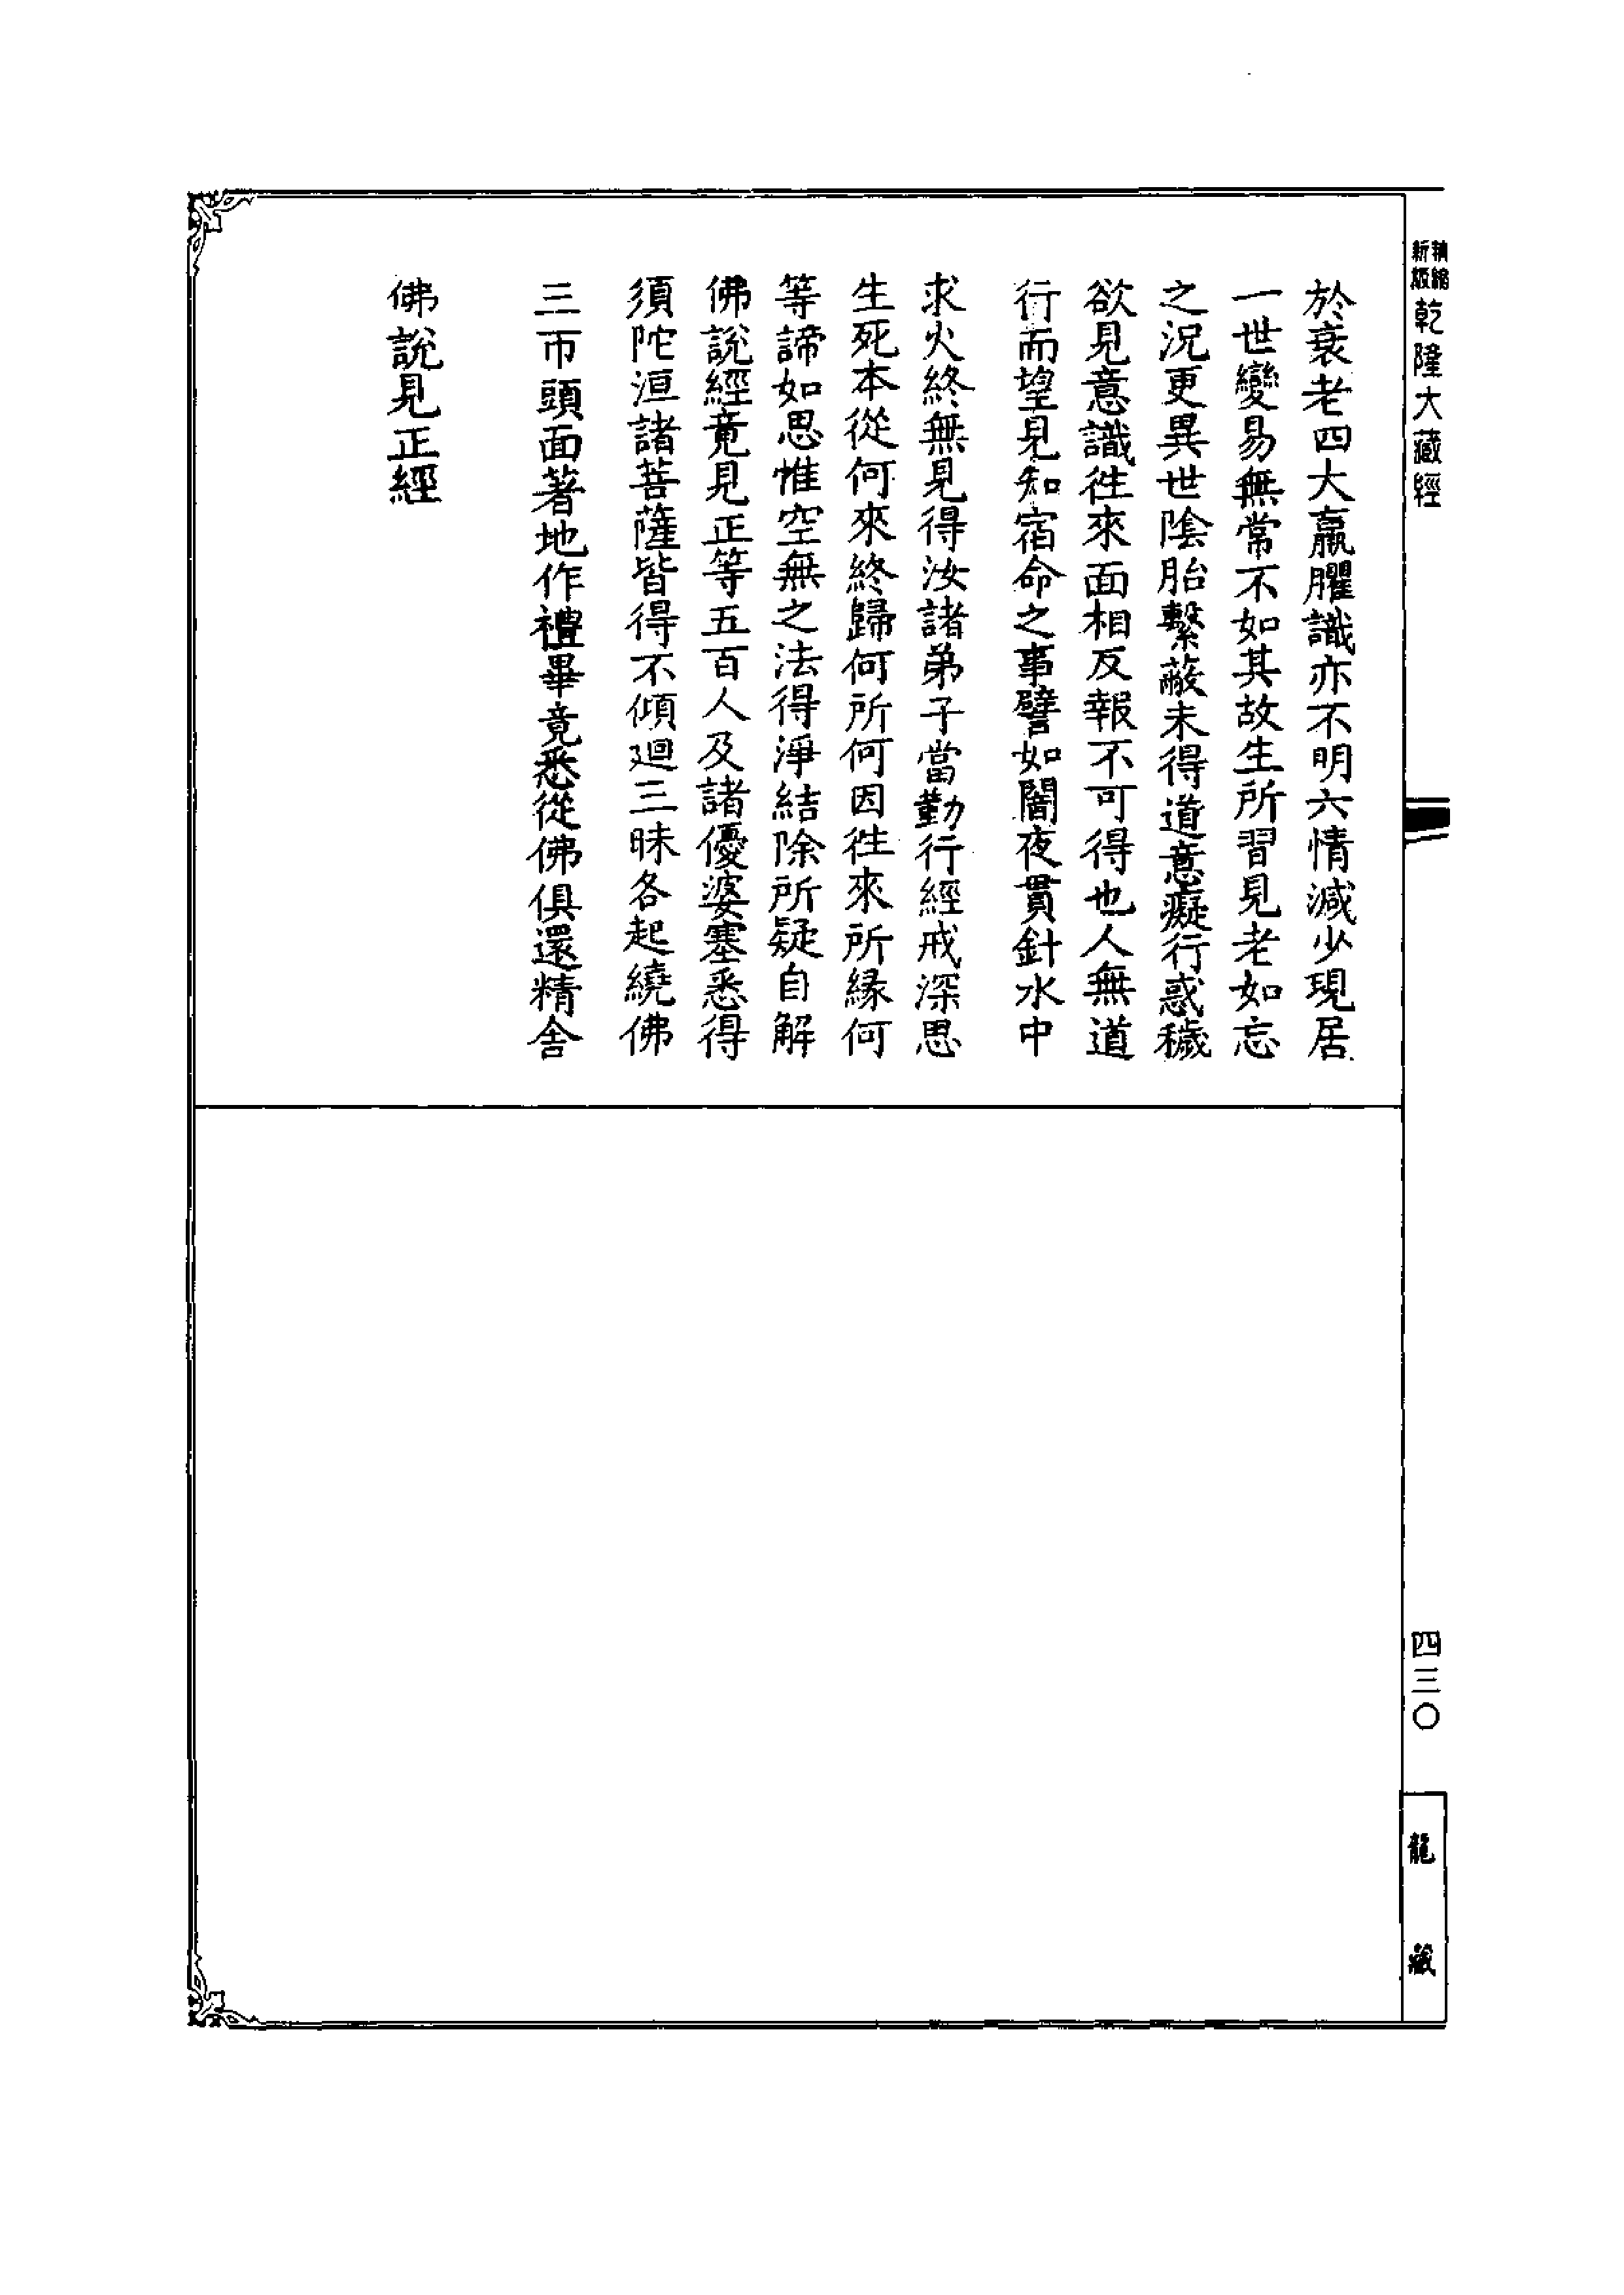 新版精縮乾隆大藏經
於衰老四大羸臞識亦不明六情減少現居
一世變易無常不如其故生所習見老如忘
之況更異世陰胎繫蔽未得道意癡行惑穢
欲見意識徃來面相反報不可得也人無道
行而望見知宿命之事譬如闇夜貫針水中
求火終無見得汝諸弟子當勤行經戒深思
生死本從何來終歸何所何因徃來所緣何
等諦如思惟空無之法得淨結除所疑自解
佛說經竟見正等五百人及諸優婆塞悉得
須陀洹諸菩薩皆得不傾迴三昧各起繞佛
三帀頭面著地作禮畢竟悉從佛俱還精舍
佛說見正經
四三〇
龍藏